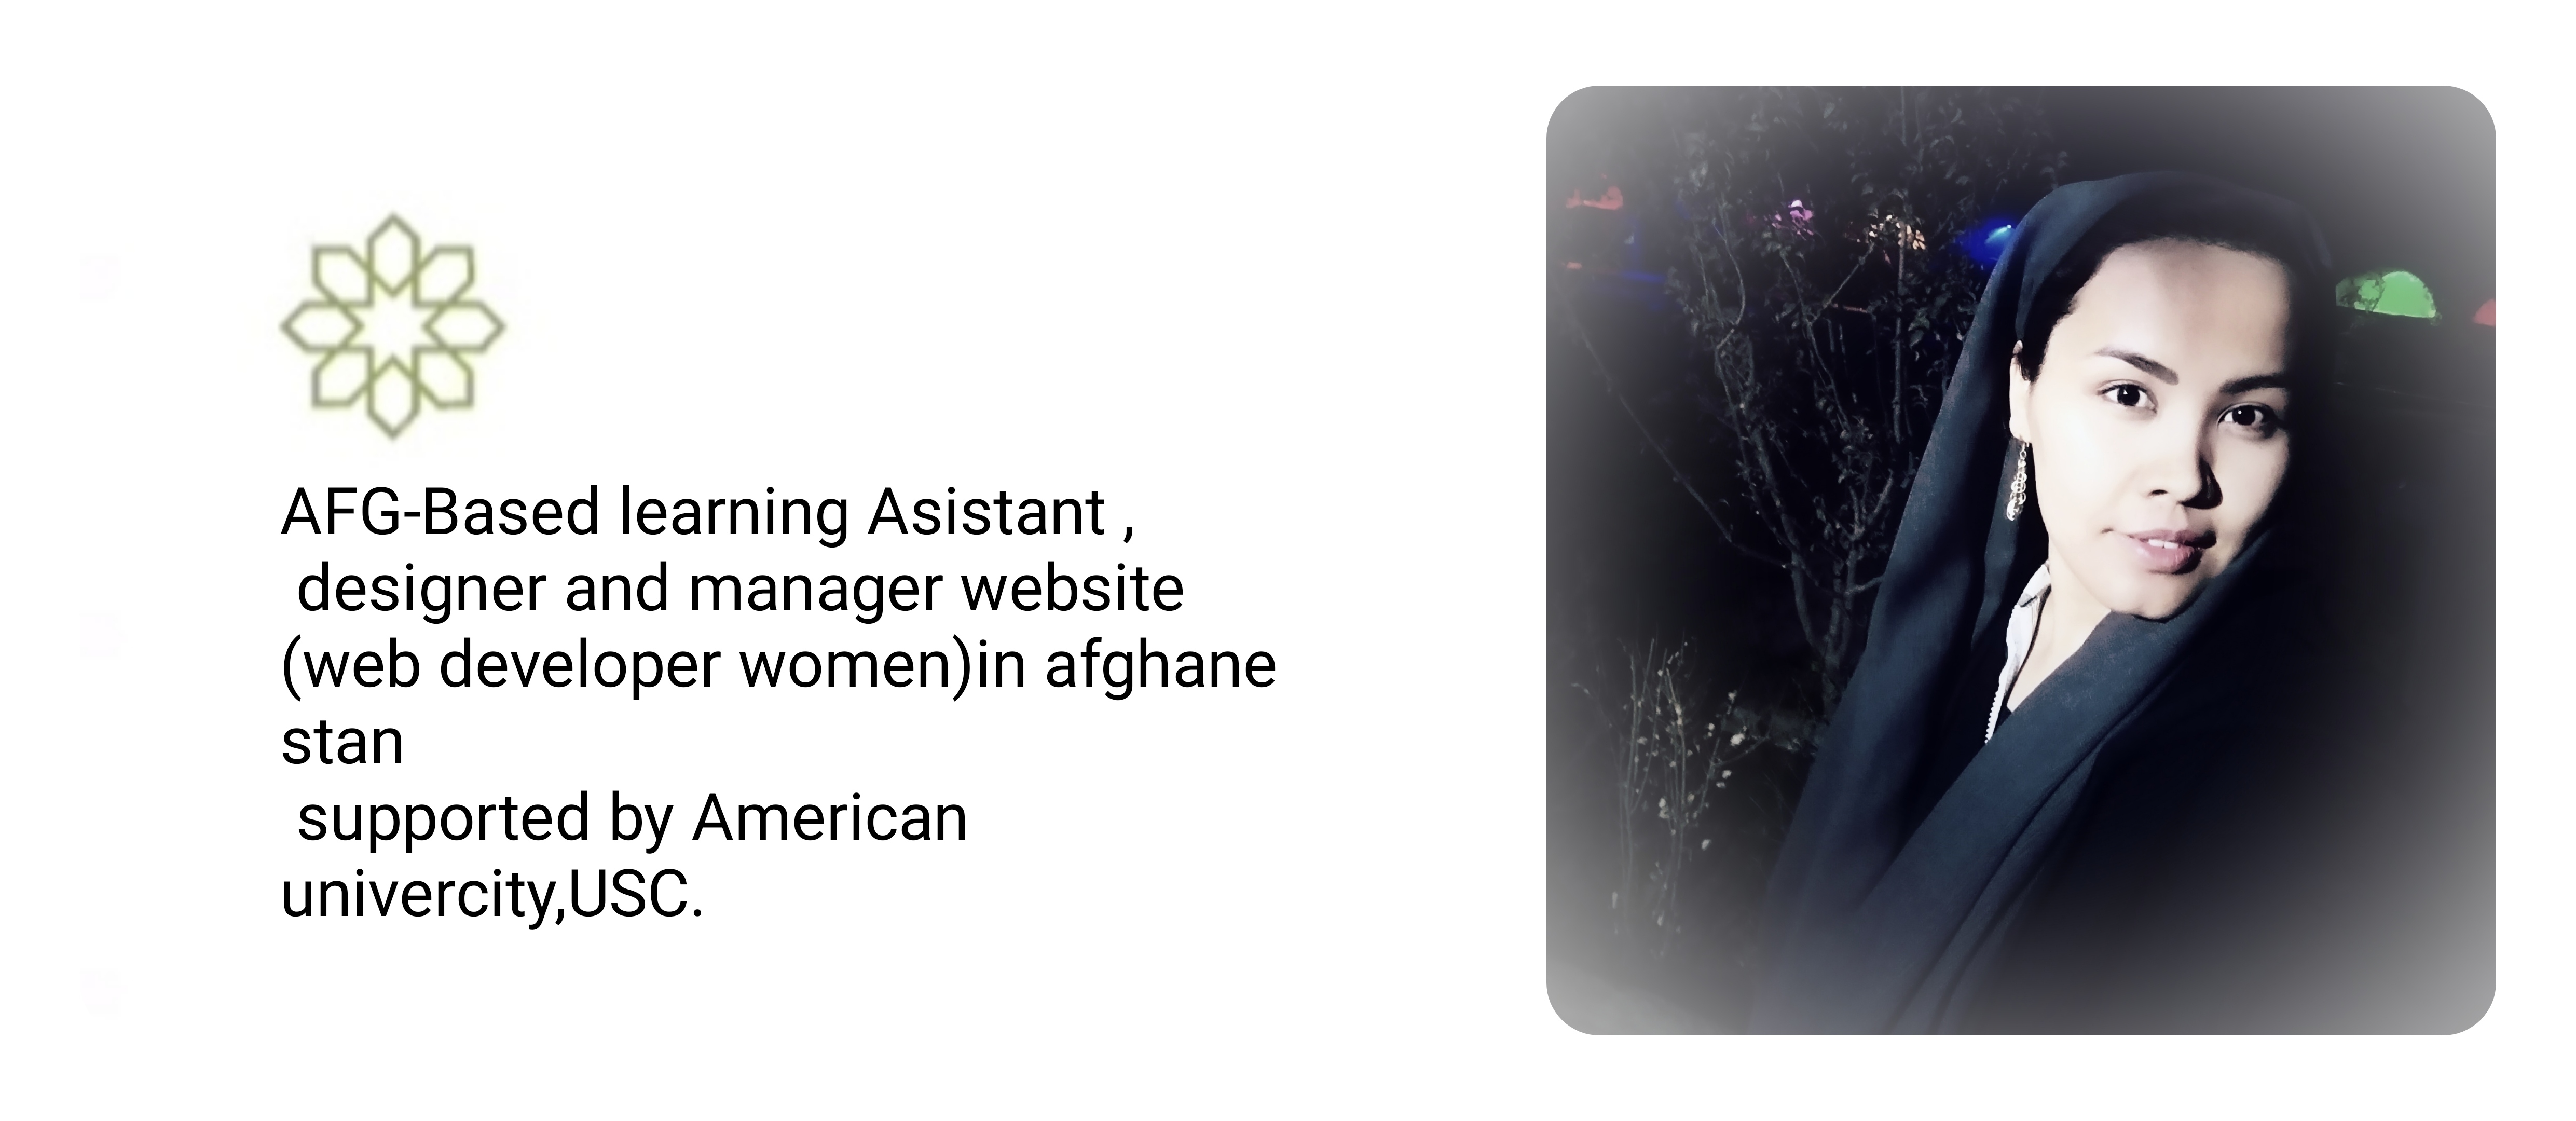 AFG-Based learning Asistant ,
designer and manager website
(web developer women)in afghane
stan
supported by American
univercity,USC.